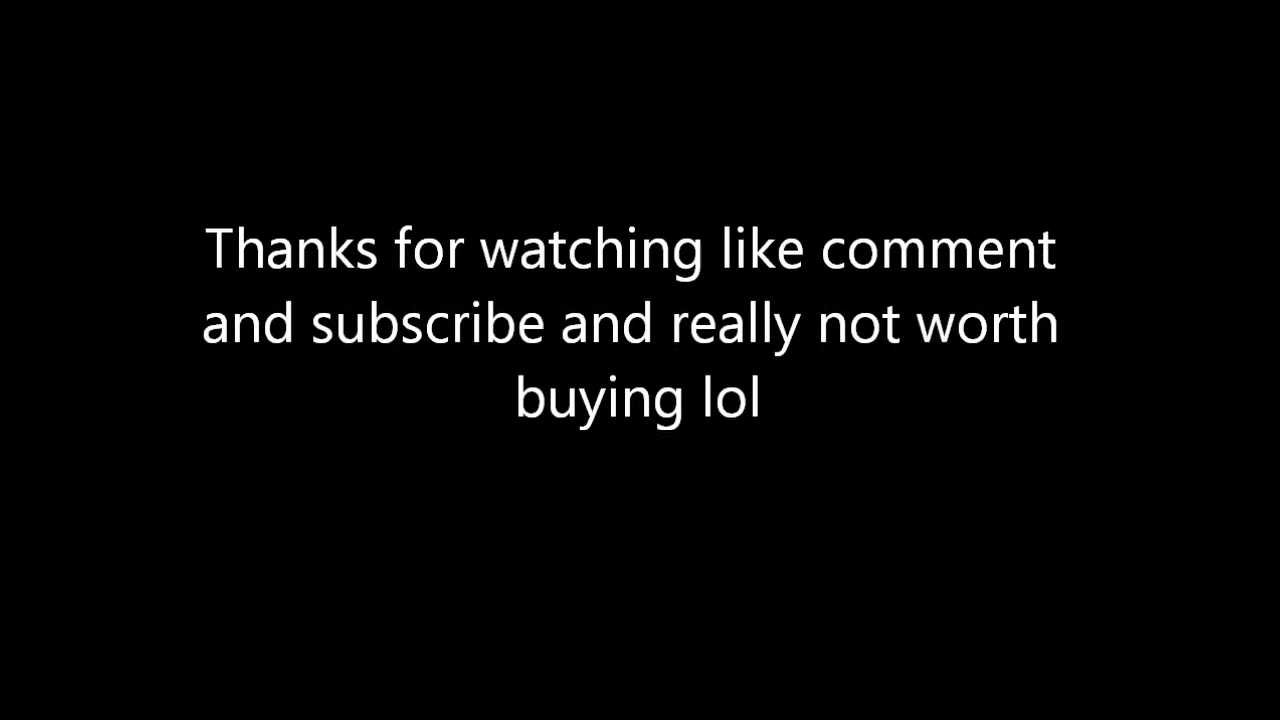 Thanks for watching like comment
and subscribe and really not worth
buying lol